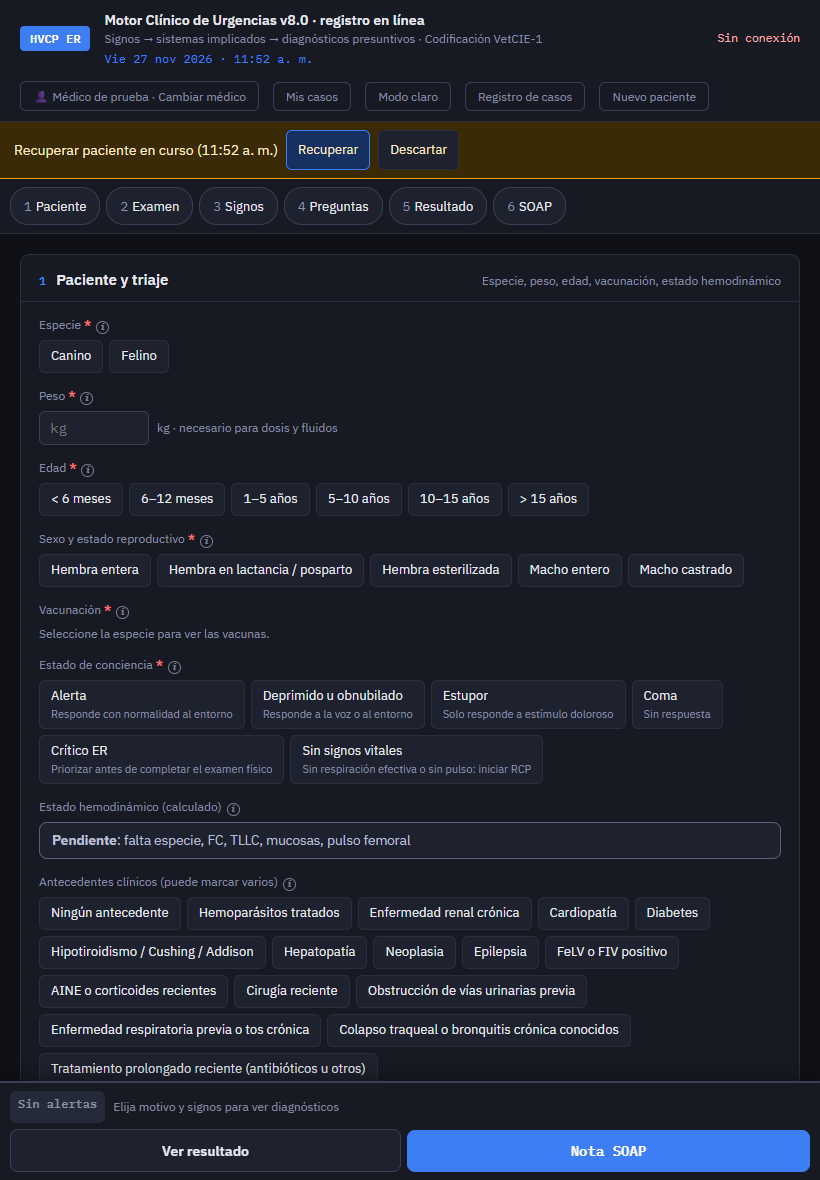 HVCP ER
Motor Clínico de Urgencias v8.0 · registro en línea
Signos → sistemas implicados → diagnósticos presuntivos · Codificación VetCIE-1
Vie 27 nov 2026 · 11:52 a. m.
Sin conexión
Médico de prueba · Cambiar médico
Mis casos
Modo claro
Registro de casos
Nuevo paciente
Recuperar paciente en curso (11:52 a. m.)
Recuperar
Descartar
1 Paciente
2 Examen
3 Signos
4 Preguntas
5 Resultado
6 SOAP
1 Paciente y triaje
Especie, peso, edad, vacunación, estado hemodinámico
Especie * i
Canino
Felino
Peso * i
kg
kg · necesario para dosis y fluidos
Edad * i
< 6 meses
6–12 meses
1–5 años
5–10 años
10–15 años
> 15 años
Sexo y estado reproductivo * i
Hembra entera
Hembra en lactancia / posparto
Hembra esterilizada
Macho entero
Macho castrado
Vacunación * i
Seleccione la especie para ver las vacunas.
Estado de conciencia * i
Alerta
Responde con normalidad al entorno
Deprimido u obnubilado
Responde a la voz o al entorno
Estupor
Solo responde a estímulo doloroso
Coma
Sin respuesta
Crítico ER
Priorizar antes de completar el examen físico
Sin signos vitales
Sin respiración efectiva o sin pulso: iniciar RCP
Estado hemodinámico (calculado) i
Pendiente: falta especie, FC, TLLC, mucosas, pulso femoral
Antecedentes clínicos (puede marcar varios) i
Ningún antecedente
Hemoparásitos tratados
Enfermedad renal crónica
Cardiopatía
Diabetes
Hipotiroidismo / Cushing / Addison
Hepatopatía
Neoplasia
Epilepsia
FeLV o FIV positivo
AINE o corticoides recientes
Cirugía reciente
Obstrucción de vías urinarias previa
Enfermedad respiratoria previa o tos crónica
Colapso traqueal o bronquitis crónica conocidos
Tratamiento prolongado reciente (antibióticos u otros)
Sin alertas
Elija motivo y signos para ver diagnósticos
Ver resultado
Nota SOAP